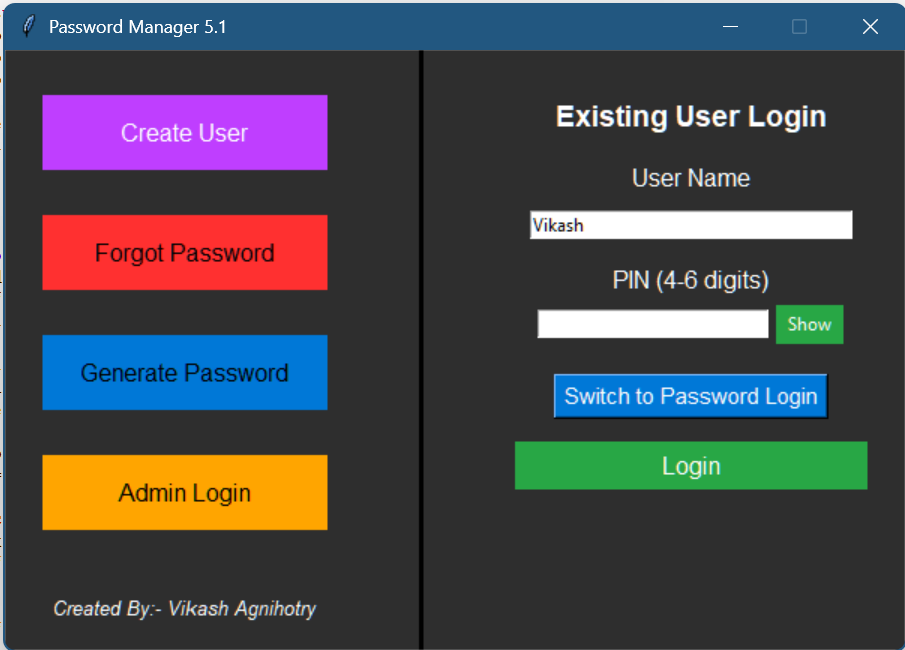 Password Manager 5.1
Create User
Forgot Password
Generate Password
Admin Login
Created By:- Vikash Agnihotry
Existing User Login
User Name
Vikash
PIN (4-6 digits)
Show
Switch to Password Login
Login